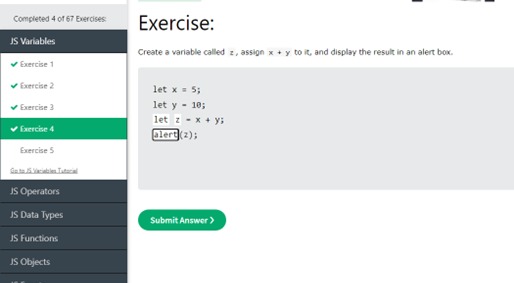 Completed 4 of 67 Exercises:
JS Variables
Exercise 1
Exercise 2
Exercise 3
Exercise 4
Exercise 5
Go to JS Variables Tutorial
JS Operators
JS Data Types
JS Functions
JS Objects
Exercise:
Create a variable called z, assign x + y to it, and display the result in an alert box.
let x = 5;
let y = 10;
let z = x + y;
alert(z);
Submit Answer ❯